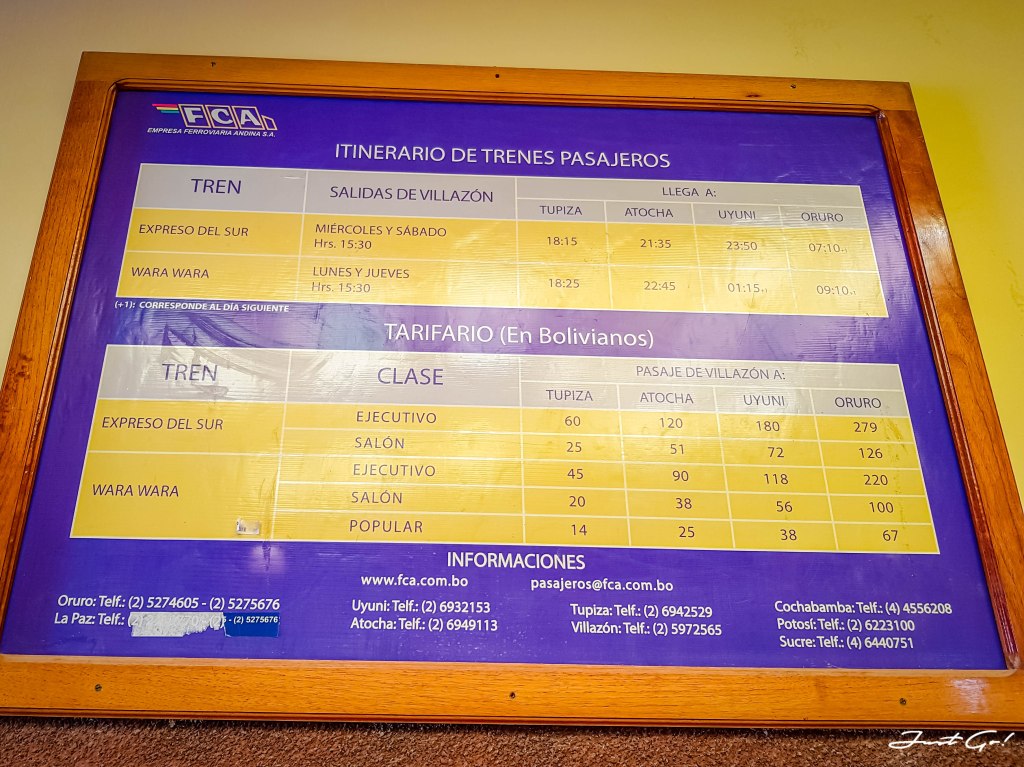 FCA
EMPRESA FERROVIARIA ANDINA S.A.
ITINERARIO DE TRENES PASAJEROS
TREN SALIDAS DE VILLAZÓN LLEGA A:
TUPIZA ATOCHA UYUNI ORURO
EXPRESO DEL SUR MIÉRCOLES Y SÁBADO Hrs. 15:30 18:15 21:35 23:50 07:10+1
WARA WARA LUNES Y JUEVES Hrs. 15:30 18:25 22:45 01:15+1 09:10+1
(+1): CORRESPONDE AL DÍA SIGUIENTE
TARIFARIO (En Bolivianos)
TREN CLASE PASAJE DE VILLAZÓN A:
TUPIZA ATOCHA UYUNI ORURO
EXPRESO DEL SUR EJECUTIVO 60 120 180 279
SALÓN 25 51 72 126
WARA WARA EJECUTIVO 45 90 118 220
SALÓN 20 38 56 100
POPULAR 14 25 38 67
INFORMACIONES
www.fca.com.bo pasajeros@fca.com.bo
Oruro: Telf.: (2) 5274605 - (2) 5275676
La Paz: Telf.: - (2) 5275676
Uyuni: Telf.: (2) 6932153
Atocha: Telf.: (2) 6949113
Tupiza: Telf.: (2) 6942529
Villazón: Telf.: (2) 5972565
Cochabamba: Telf.: (4) 4556208
Potosí: Telf.: (2) 6223100
Sucre: Telf.: (4) 6440751
Just Go!